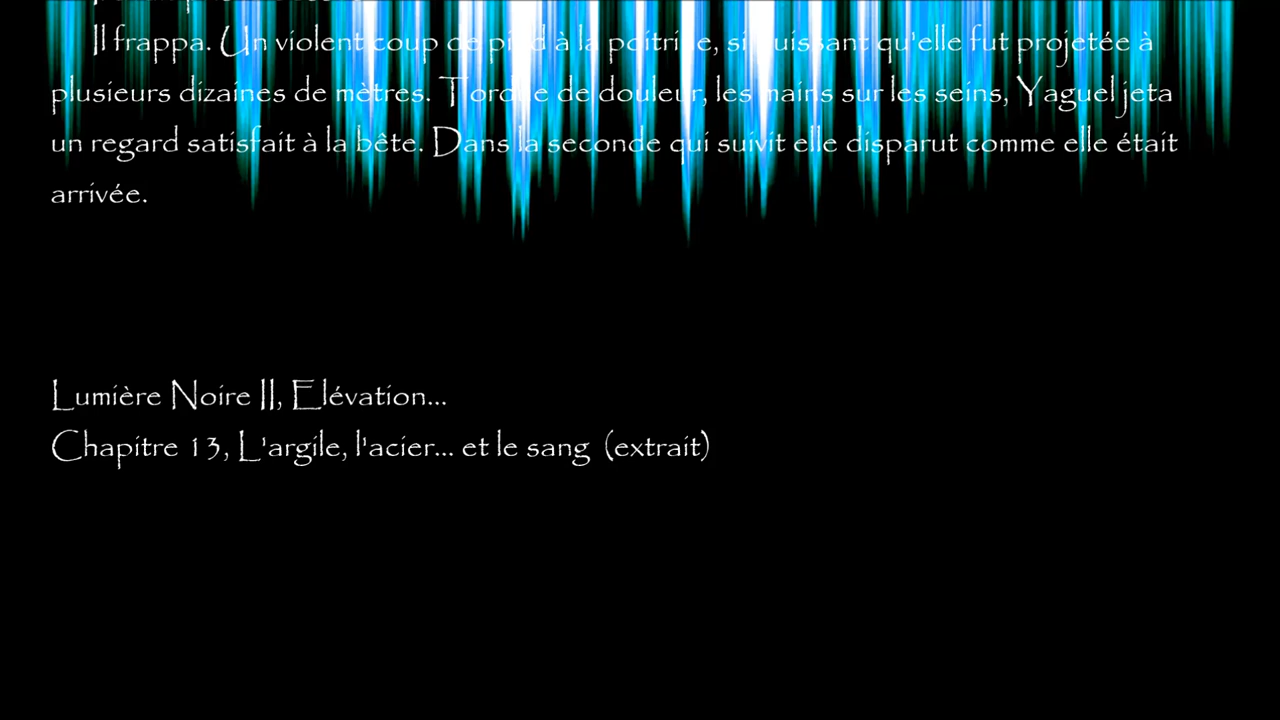 Il frappa. Un violent coup de pied à la poitrine, si puissant qu'elle fut projetée à
plusieurs dizaines de mètres. Tordue de douleur, les mains sur les seins, Yaguel jeta
un regard satisfait à la bête. Dans la seconde qui suivit elle disparut comme elle était
arrivée.
Lumière Noire II, Elévation...
Chapitre 13, L'argile, l'acier... et le sang (extrait)